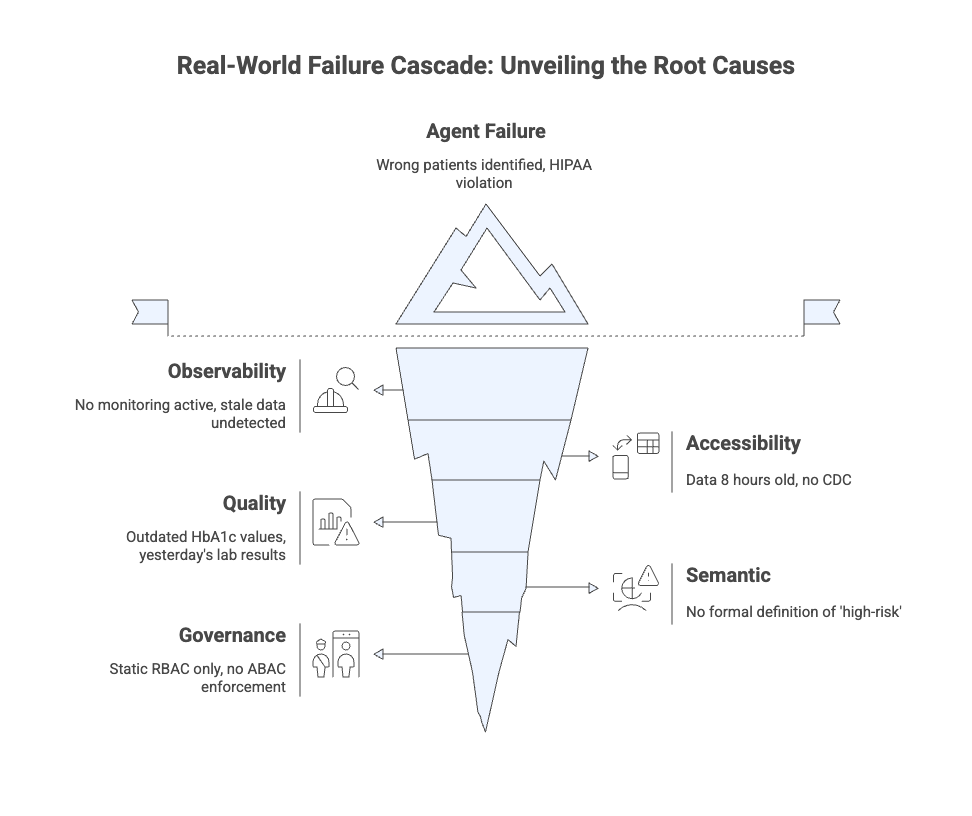 Real-World Failure Cascade: Unveiling the Root Causes
Agent Failure
Wrong patients identified, HIPAA
violation
Observability
No monitoring active, stale data
undetected
Accessibility
Data 8 hours old, no CDC
Quality
Outdated HbA1c values,
yesterday's lab results
Semantic
No formal definition of 'high-risk'
Governance
Static RBAC only, no ABAC
enforcement